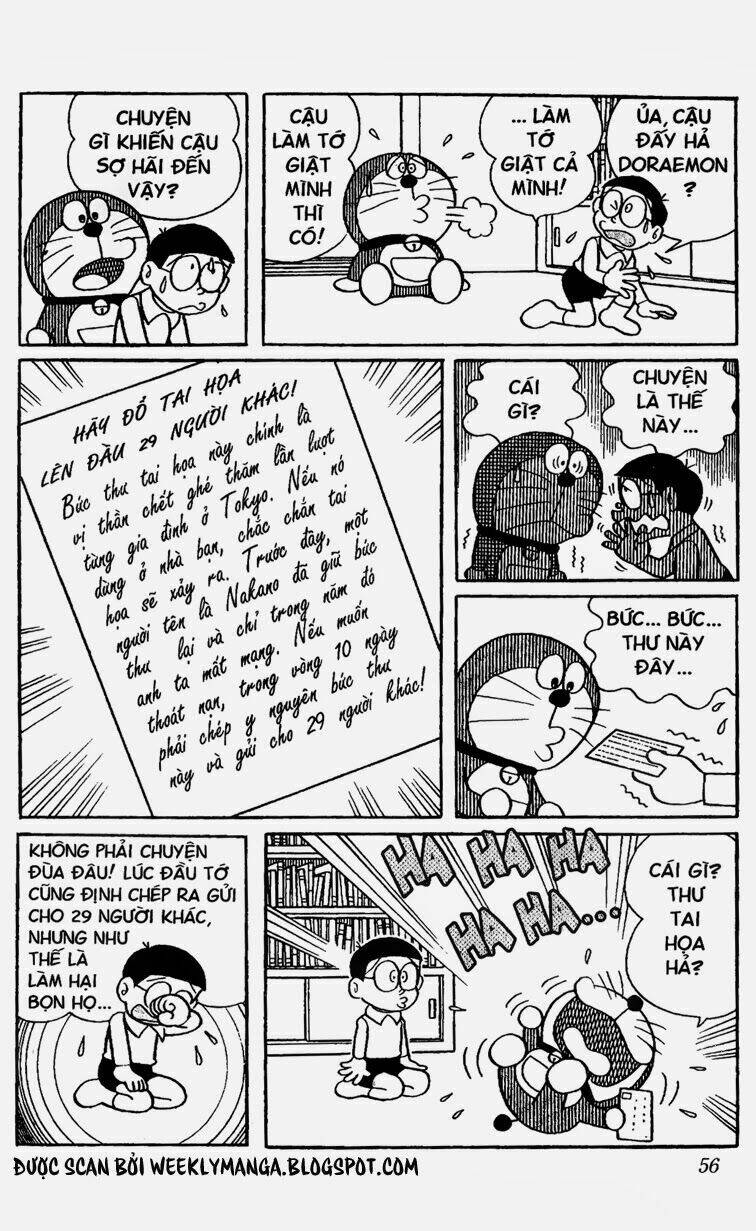 ỦA, CẬU
ĐẤY HẢ
DORAEMON
?
... LÀM
TỚ
GIẬT CẢ
MÌNH!
CẬU
LÀM TỚ
GIẬT
MÌNH
THÌ
CÓ!
CHUYỆN
GÌ KHIẾN CẬU
SỢ HÃI ĐẾN
VẬY?
CHUYỆN
LÀ THẾ
NÀY...
CÁI
GÌ?
BỨC... BỨC...
THƯ NÀY
ĐÂY...
HÃY ĐỔ TAI HỌA
LÊN ĐẦU 29 NGƯỜI KHÁC!
Bức thư tai họa này chính là
vị thần chết ghé thăm lần lượt
từng gia đình ở Tokyo. Nếu nó
dừng ở nhà bạn, chắc chắn tai
họa sẽ xảy ra. Trước đây, một
người tên là Nakano đã giữ bức
thư lại và chỉ trong năm đó
anh ta mất mạng. Nếu muốn
thoát nạn, trong vòng 10 ngày
phải chép y nguyên bức thư
này và gửi cho 29 người khác!
CÁI GÌ?
THƯ
TAI
HỌA
HẢ?
HA HA HA
HA HA...
KHÔNG PHẢI CHUYỆN
ĐÙA ĐÂU! LÚC ĐẦU TỚ
CŨNG ĐỊNH CHÉP RA GỬI
CHO 29 NGƯỜI KHÁC,
NHƯNG NHƯ
THẾ LÀ
LÀM HẠI
BỌN HỌ...
ĐƯỢC SCAN BỞI WEEKLYMANGA.BLOGSPOT.COM
56